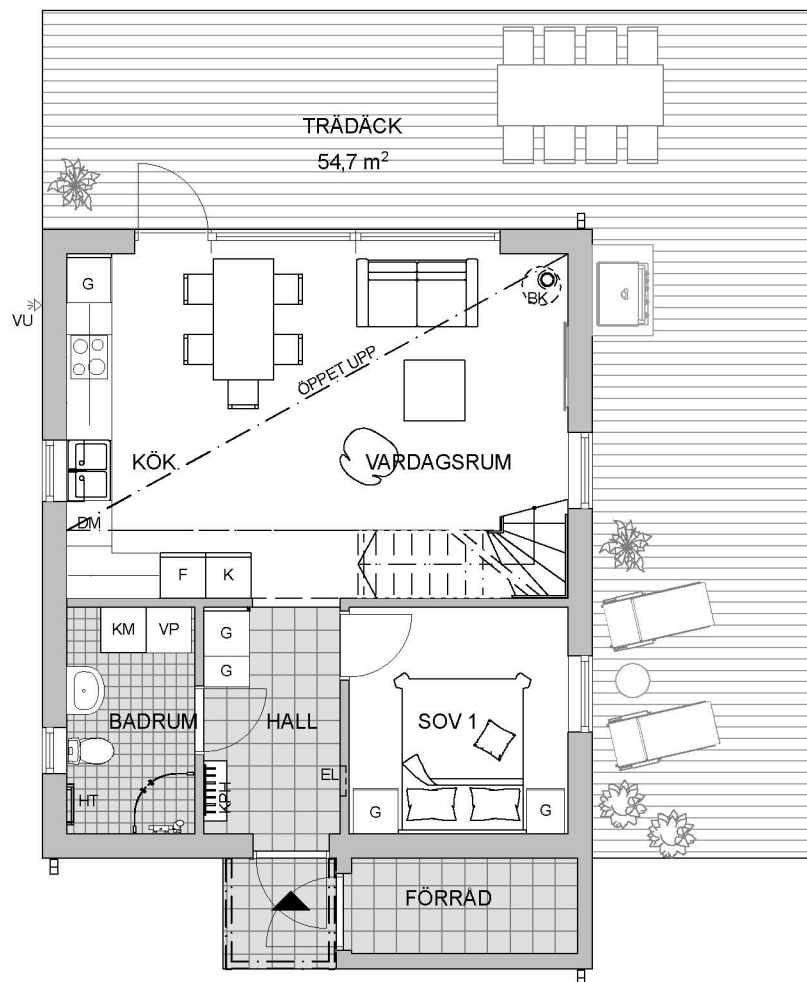 TRÄDÄCK
54,7 m²
G
BK
VU
ÖPPET UPP
KÖK
VARDAGSRUM
DM
F
K
KM
VP
G
G
BADRUM
HALL
SOV 1
EL
HT
KPH
G
G
FÖRRÅD